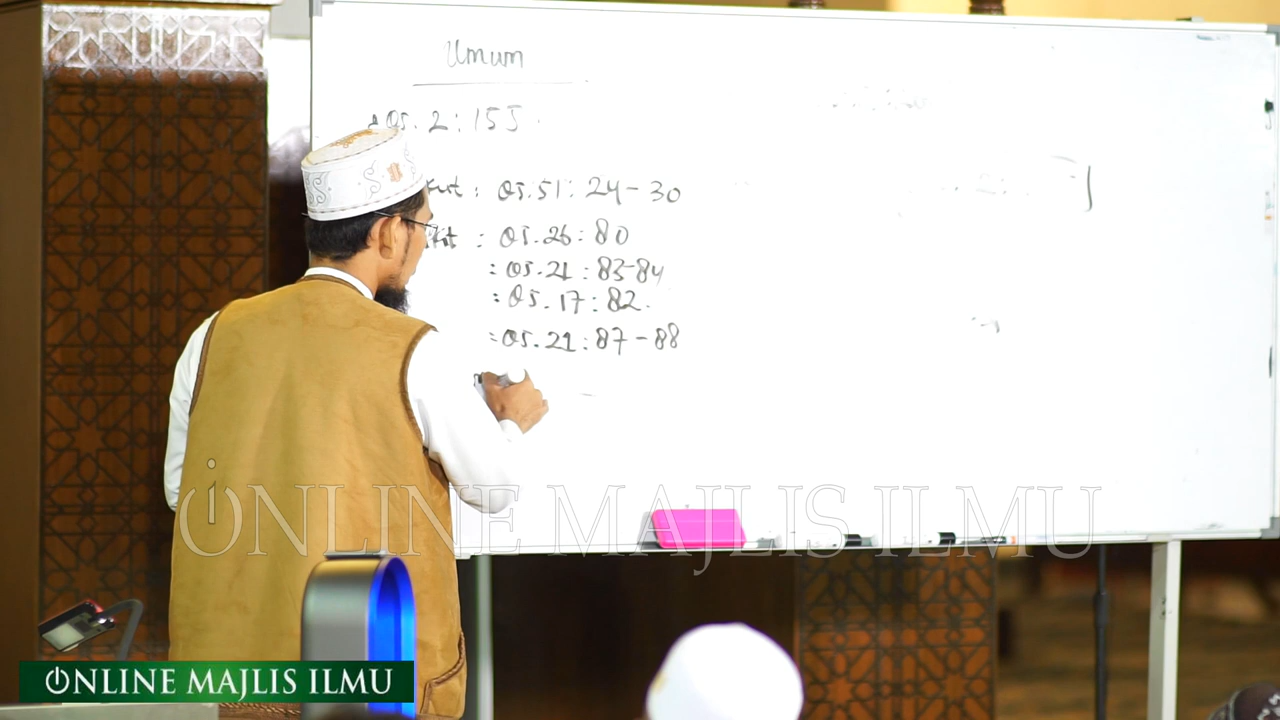 Umum
QS. 2 : 155
: QS. 51 : 24 - 30
: QS. 26 : 80
: QS. 21 : 83-84
: QS. 17 : 82.
: QS. 21 : 87 - 88
ONLINE MAJLIS ILMU
ONLINE MAJLIS ILMU